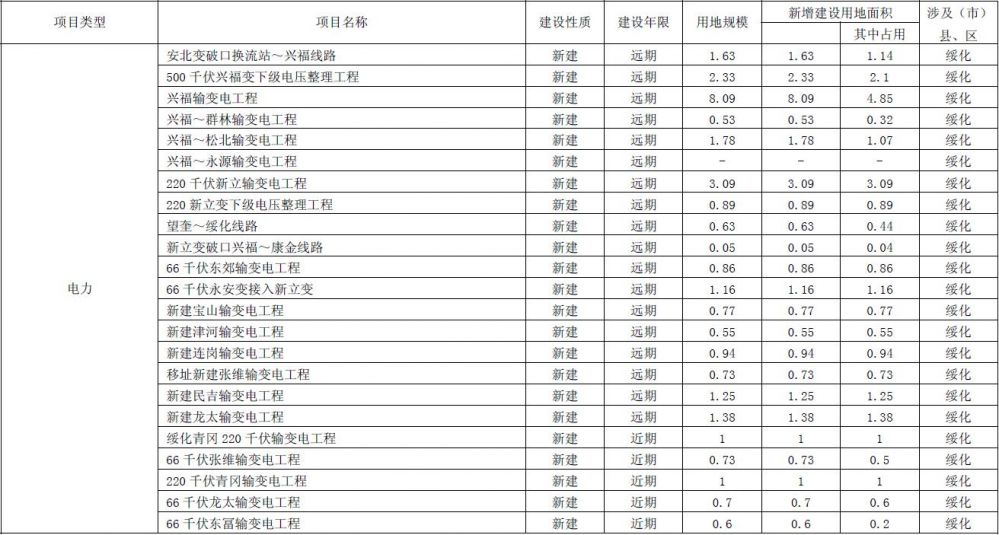 项目类型 项目名称 建设性质 建设年限 用地规模 新增建设用地面积 涉及（市）
其中占用 县、区
安北变破口换流站～兴福线路 新建 远期 1.63 1.63 1.14 绥化
500 千伏兴福变下级电压整理工程 新建 远期 2.33 2.33 2.1 绥化
兴福输变电工程 新建 远期 8.09 8.09 4.85 绥化
兴福～群林输变电工程 新建 远期 0.53 0.53 0.32 绥化
兴福～松北输变电工程 新建 远期 1.78 1.78 1.07 绥化
兴福～永源输变电工程 新建 远期 - - - 绥化
220 千伏新立输变电工程 新建 远期 3.09 3.09 3.09 绥化
220 新立变下级电压整理工程 新建 远期 0.89 0.89 0.89 绥化
望奎～绥化线路 新建 远期 0.63 0.63 0.44 绥化
新立变破口兴福～康金线路 新建 远期 0.05 0.05 0.04 绥化
66 千伏东郊输变电工程 新建 远期 0.86 0.86 0.86 绥化
电力 66 千伏永安变接入新立变 新建 远期 1.16 1.16 1.16 绥化
新建宝山输变电工程 新建 远期 0.77 0.77 0.77 绥化
新建津河输变电工程 新建 远期 0.55 0.55 0.55 绥化
新建连岗输变电工程 新建 远期 0.94 0.94 0.94 绥化
移址新建张维输变电工程 新建 远期 0.73 0.73 0.73 绥化
新建民吉输变电工程 新建 远期 1.25 1.25 1.25 绥化
新建龙太输变电工程 新建 远期 1.38 1.38 1.38 绥化
绥化青冈 220 千伏输变电工程 新建 近期 1 1 1 绥化
66 千伏张维输变电工程 新建 近期 0.73 0.73 0.5 绥化
220 千伏青冈输变电工程 新建 近期 1 1 1 绥化
66 千伏龙太输变电工程 新建 近期 0.7 0.7 0.6 绥化
66 千伏东冨输变电工程 新建 近期 0.6 0.6 0.2 绥化